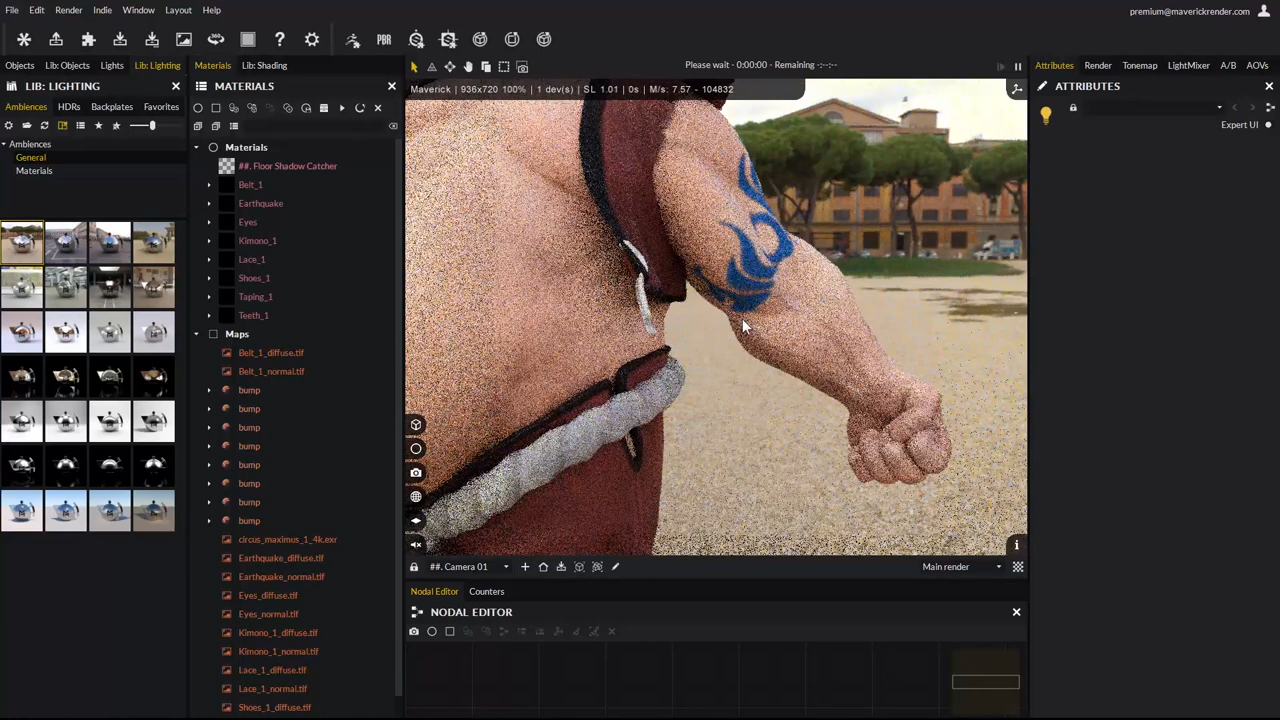 File Edit Render Indie Window Layout Help
premium@maverickrender.com
PBR
Objects Lib: Objects Lights Lib: Lighting
Materials Lib: Shading
Please wait - 0:00:00 - Remaining -:--:--
Attributes Render Tonemap LightMixer A/B AOVs
LIB: LIGHTING
MATERIALS
Maverick | 936x720 100% | 1 dev(s) | SL 1.01 | 0s | M/s: 7.57 - 104832
ATTRIBUTES
Ambiences HDRs Backplates Favorites
Expert UI
Ambiences
General
Materials
Materials
##. Floor Shadow Catcher
Belt_1
Earthquake
Eyes
Kimono_1
Lace_1
Shoes_1
Taping_1
Teeth_1
Maps
Belt_1_diffuse.tif
Belt_1_normal.tif
bump
bump
bump
bump
bump
bump
bump
bump
circus_maximus_1_4k.exr
Earthquake_diffuse.tif
Earthquake_normal.tif
Eyes_diffuse.tif
Eyes_normal.tif
Kimono_1_diffuse.tif
Kimono_1_normal.tif
Lace_1_diffuse.tif
Lace_1_normal.tif
Shoes_1_diffuse.tif
##. Camera 01
Main render
Nodal Editor Counters
NODAL EDITOR